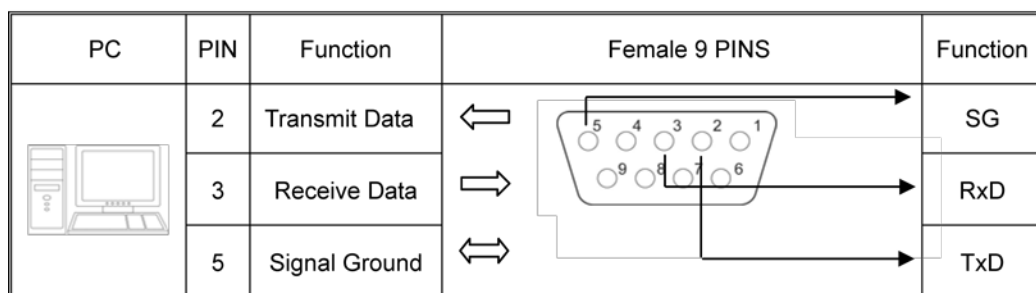 PC PIN Function Female 9 PINS Function
2 Transmit Data SG
5 4 3 2 1
9 8 7 6
3 Receive Data RxD
5 Signal Ground TxD